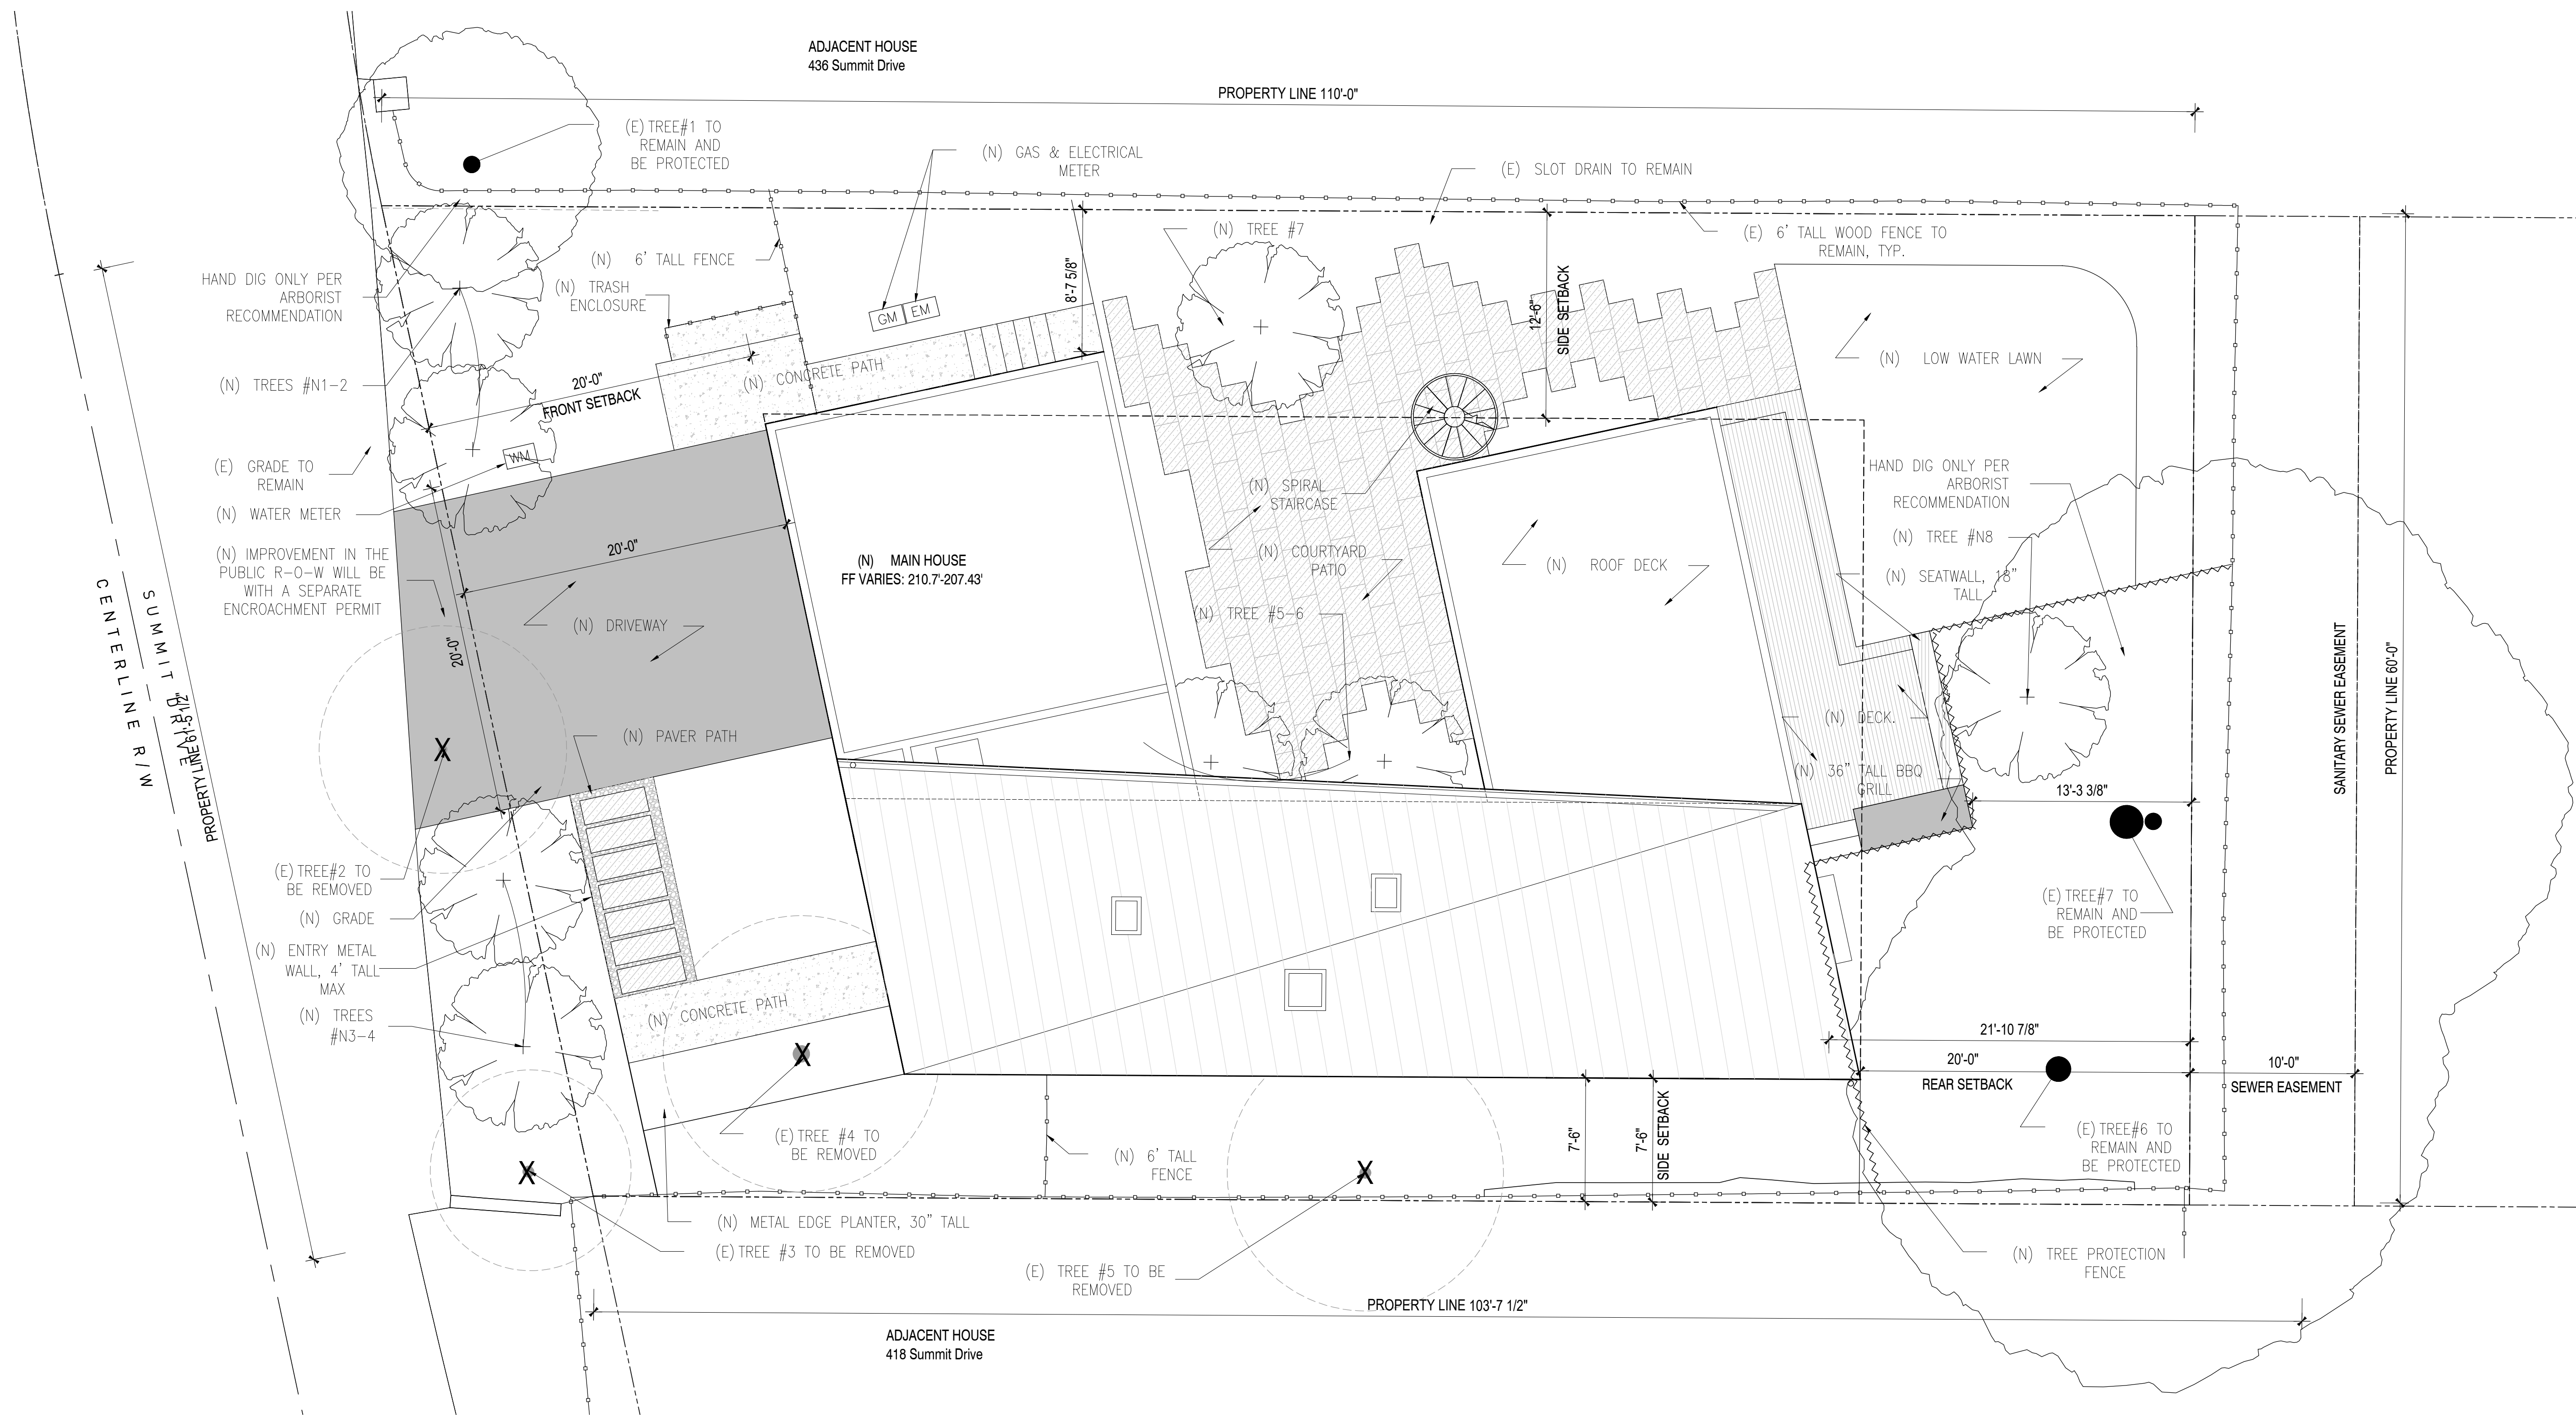 ADJACENT HOUSE
436 Summit Drive
PROPERTY LINE 110'-0"
(E) TREE#1 TO
REMAIN AND
BE PROTECTED
(N) GAS & ELECTRICAL
METER
(E) SLOT DRAIN TO REMAIN
(N) TREE #7
(E) 6' TALL WOOD FENCE TO
REMAIN, TYP.
(N) 6' TALL FENCE
(N) TRASH
ENCLOSURE
HAND DIG ONLY PER
ARBORIST
RECOMMENDATION
8'-7 5/8"
12'-6"
SIDE SETBACK
GM
EM
(N) CONCRETE PATH
(N) LOW WATER LAWN
(N) TREES #N1-2
20'-0"
FRONT SETBACK
(E) GRADE TO
REMAIN
WM
(N) WATER METER
(N) SPIRAL
STAIRCASE
HAND DIG ONLY PER
ARBORIST
RECOMMENDATION
(N) TREE #N8
(N) IMPROVEMENT IN THE
PUBLIC R-O-W WILL BE
WITH A SEPARATE
ENCROACHMENT PERMIT
20'-0"
(N) MAIN HOUSE
FF VARIES: 210.7'-207.43'
(N) COURTYARD
PATIO
(N) ROOF DECK
(N) SEATWALL, 18"
TALL
(N) TREE #5-6
(N) DRIVEWAY
20'-0"
SUMMIT DRIVE
CENTERLINE R/W
PROPERTY LINE 61'-5 1/2"
SANITARY SEWER EASEMENT
PROPERTY LINE 60'-0"
(N) DECK.
(N) PAVER PATH
X
(N) 36" TALL BBQ
GRILL
13'-3 3/8"
(E) TREE#2 TO
BE REMOVED
(N) GRADE
(E) TREE#7 TO
REMAIN AND
BE PROTECTED
(N) ENTRY METAL
WALL, 4' TALL
MAX
(N) CONCRETE PATH
(N) TREES
#N3-4
X
21'-10 7/8"
20'-0"
REAR SETBACK
10'-0"
SEWER EASEMENT
7'-6"
7'-6"
SIDE SETBACK
(E) TREE #4 TO
BE REMOVED
(N) 6' TALL
FENCE
(E) TREE#6 TO
REMAIN AND
BE PROTECTED
X
X
(N) METAL EDGE PLANTER, 30" TALL
(E) TREE #3 TO BE REMOVED
(E) TREE #5 TO BE
REMOVED
(N) TREE PROTECTION
FENCE
PROPERTY LINE 103'-7 1/2"
ADJACENT HOUSE
418 Summit Drive